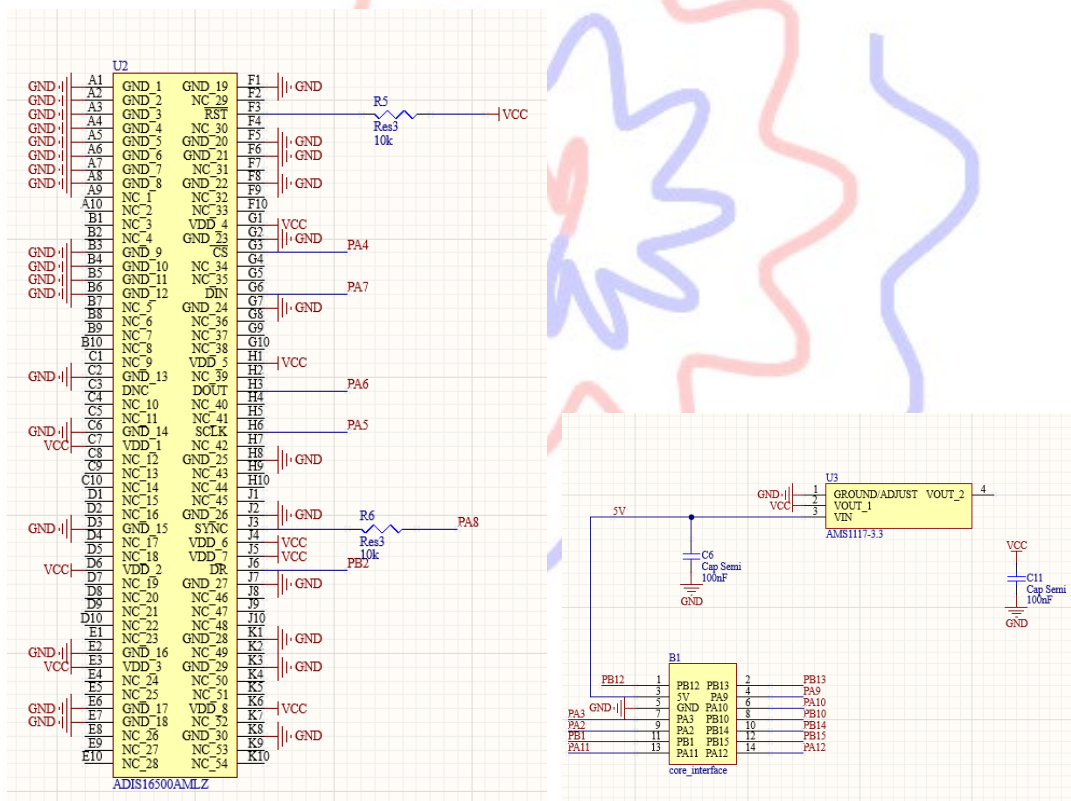 U2
GND A1 GND_1 GND_19 F1 GND
GND A2 GND_2 NC_29 F2
GND A3 GND_3 RST F3
GND A4 GND_4 NC_30 F4
GND A5 GND_5 GND_20 F5 GND
GND A6 GND_6 GND_21 F6 GND
GND A7 GND_7 NC_31 F7
GND A8 GND_8 GND_22 F8 GND
A9 NC_1 NC_32 F9
A10 NC_2 NC_33 F10
B1 NC_3 VDD_4 G1 VCC
B2 NC_4 GND_23 G2 GND
GND B3 GND_9 CS G3 PA4
GND B4 GND_10 NC_34 G4
GND B5 GND_11 NC_35 G5
GND B6 GND_12 DIN G6 PA7
B7 NC_5 GND_24 G7 GND
B8 NC_6 NC_36 G8
B9 NC_7 NC_37 G9
B10 NC_8 NC_38 G10
C1 NC_9 VDD_5 H1 VCC
GND C2 GND_13 NC_39 H2
C3 DNC DOUT H3 PA6
C4 NC_10 NC_40 H4
C5 NC_11 NC_41 H5
GND C6 GND_14 SCLK H6 PA5
VCC C7 VDD_1 NC_42 H7
C8 NC_12 GND_25 H8 GND
C9 NC_13 NC_43 H9
C10 NC_14 NC_44 H10
D1 NC_15 NC_45 J1
D2 NC_16 GND_26 J2 GND
GND D3 GND_15 SYNC J3 PA8
D4 NC_17 VDD_6 J4 VCC
D5 NC_18 VDD_7 J5 VCC
VCC D6 VDD_2 DR J6 PB2
D7 NC_19 GND_27 J7 GND
D8 NC_20 NC_46 J8
D9 NC_21 NC_47 J9
D10 NC_22 NC_48 J10
E1 NC_23 GND_28 K1 GND
GND E2 GND_16 NC_49 K2
VCC E3 VDD_3 GND_29 K3 GND
E4 NC_24 NC_50 K4
E5 NC_25 NC_51 K5
GND E6 GND_17 VDD_8 K6 VCC
GND E7 GND_18 NC_52 K7
E8 NC_26 GND_30 K8 GND
E9 NC_27 NC_53 K9
E10 NC_28 NC_54 K10
ADIS16500AMLZ
R5
Res3
10k
VCC
R6
Res3
10k
U3
GND 1 GROUND/ADJUST VOUT_2 4
VCC 2 VOUT_1
5V 3 VIN
AMS1117-3.3
C6
Cap Semi
100nF
GND
VCC
C11
Cap Semi
100nF
GND
B1
PB12 1 PB12 PB13 2 PB13
3 5V PA9 4 PA9
GND 5 GND PA10 6 PA10
PA3 7 PA3 PB10 8 PB10
PA2 9 PA2 PB14 10 PB14
PB1 11 PB1 PB15 12 PB15
PA11 13 PA11 PA12 14 PA12
core_interface